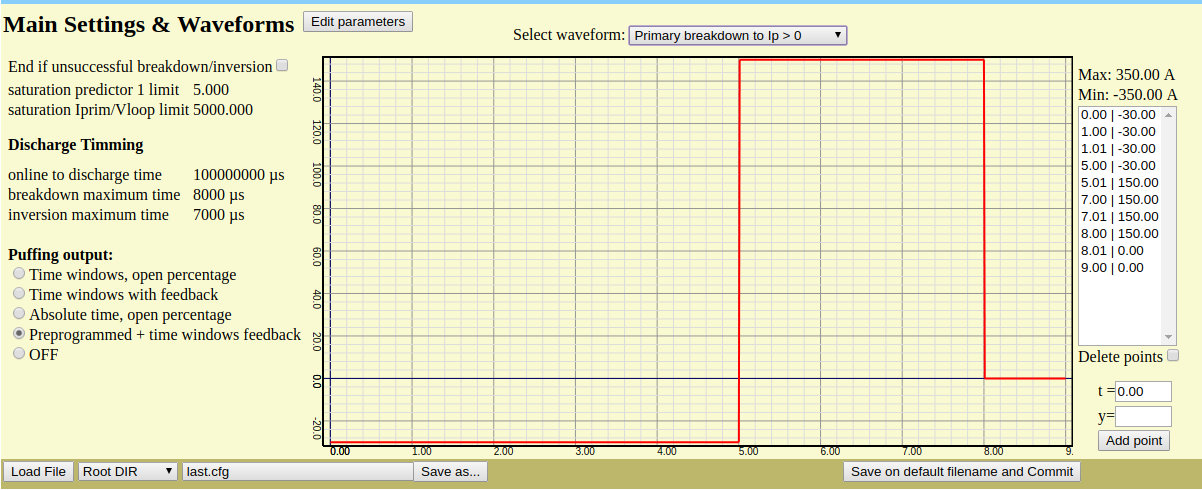 Main Settings & Waveforms
Edit parameters
Select waveform: Primary breakdown to Ip > 0
End if unsuccessful breakdown/inversion
saturation predictor 1 limit 5.000
saturation Iprim/Vloop limit 5000.000
Discharge Timming
online to discharge time 100000000 µs
breakdown maximum time 8000 µs
inversion maximum time 7000 µs
Puffing output:
Time windows, open percentage
Time windows with feedback
Absolute time, open percentage
Preprogrammed + time windows feedback
OFF
140.0
120.0
100.0
80.0
60.0
40.0
20.0
0.0
-20.0
0.00 1.00 2.00 3.00 4.00 5.00 6.00 7.00 8.00 9.
Max: 350.00 A
Min: -350.00 A
0.00 | -30.00
1.00 | -30.00
1.01 | -30.00
5.00 | -30.00
5.01 | 150.00
7.00 | 150.00
7.01 | 150.00
8.00 | 150.00
8.01 | 0.00
9.00 | 0.00
Delete points
t = 0.00
y=
Add point
Load File Root DIR last.cfg Save as... Save on default filename and Commit